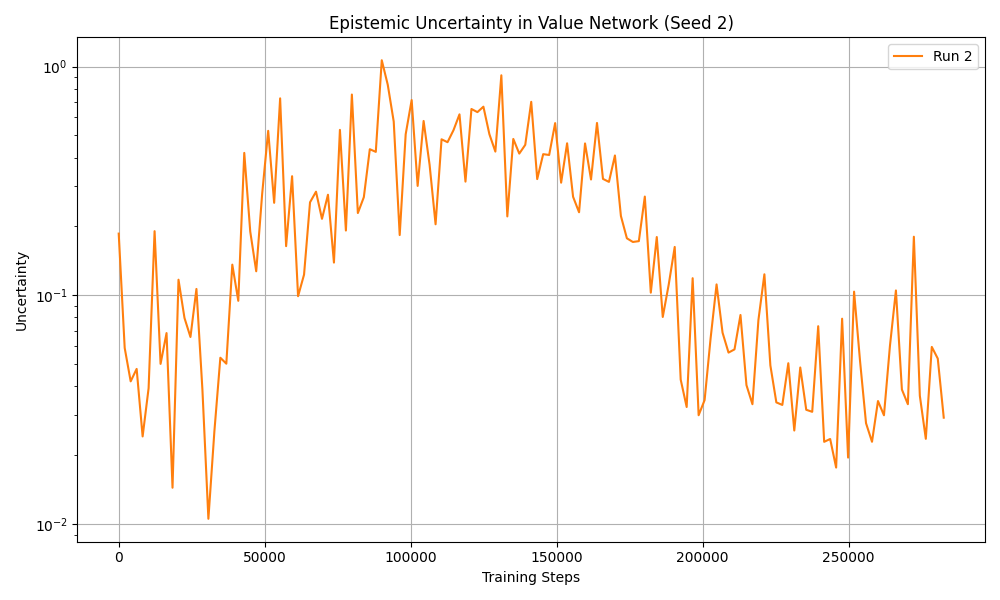 Epistemic Uncertainty in Value Network (Seed 2)
Run 2
10⁰
10⁻¹
10⁻²
Uncertainty
0
50000
100000
150000
200000
250000
Training Steps